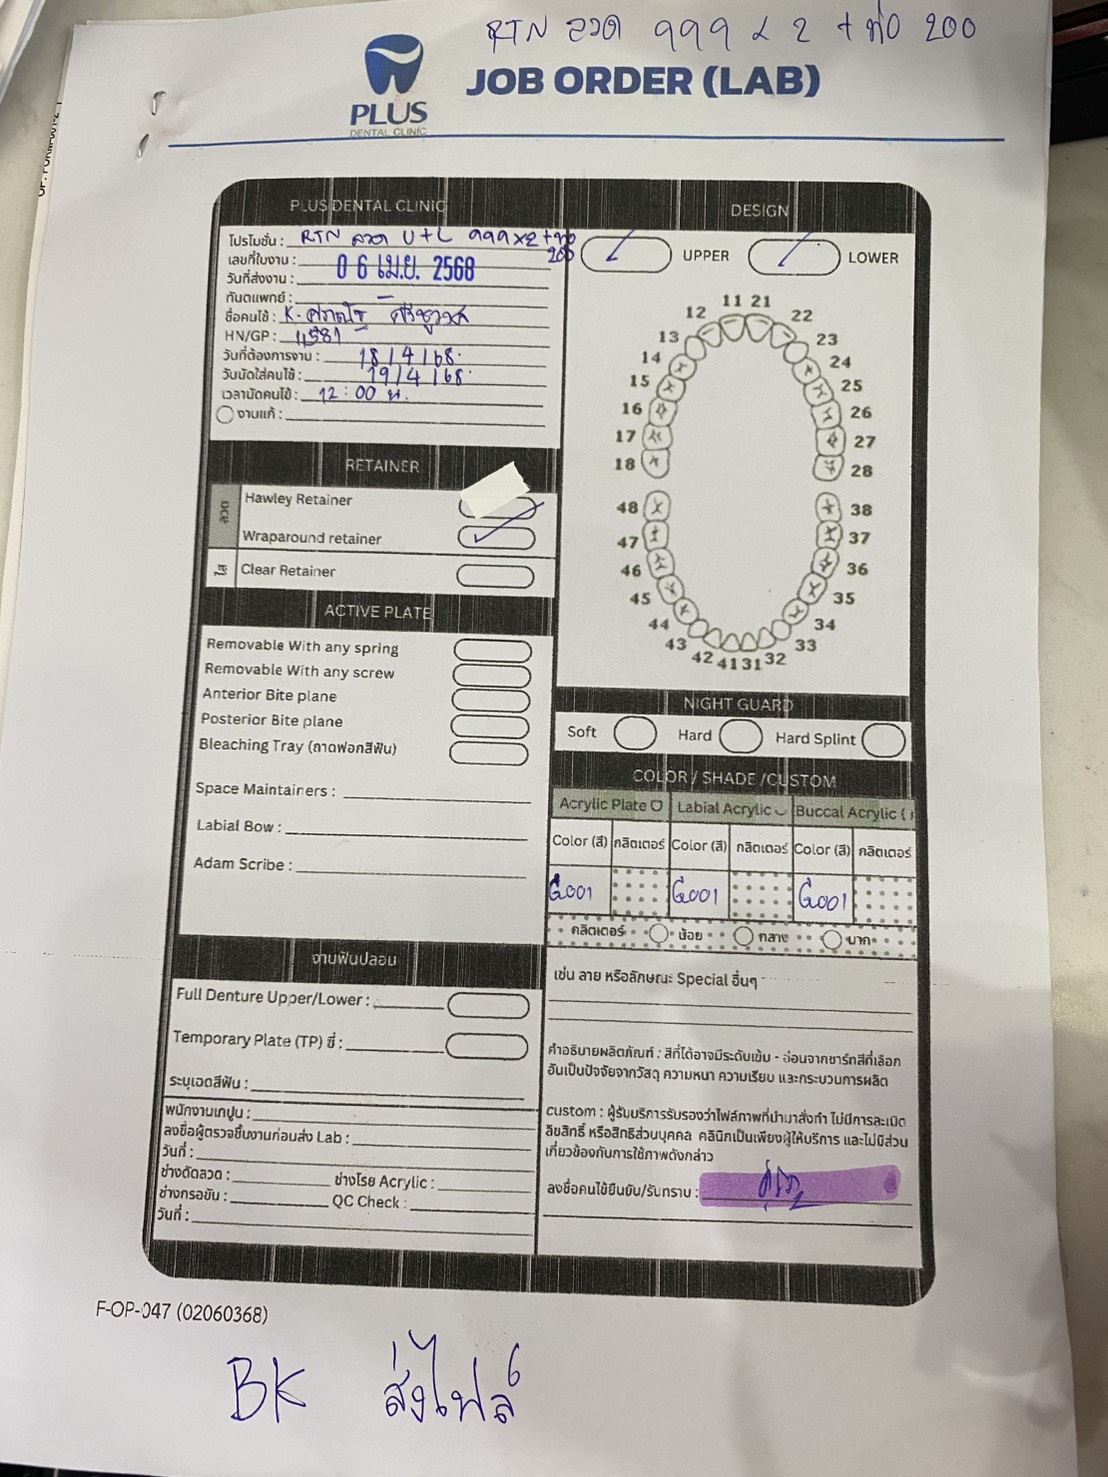 RTN ลวด 999 x 2 + ท่อ 200
PLUS
DENTAL CLINIC
JOB ORDER (LAB)
PLUS DENTAL CLINIC
โปรโมชั่น : RTN ลวด U+L 999x2+ท่อ 200
เลขที่ใบงาน :
วันที่ส่งงาน : 0 6 เม.ย. 2568
ทันตแพทย์ : -
ชื่อคนไข้ : K.
HN/GP : 11581
วันที่ต้องการงาน : 18/4/68.
วันนัดใส่คนไข้ : 19/4/68.
เวลานัดคนไข้ : 12:00 น.
งานแก้ :
RETAINER
ลวด
Hawley Retainer
Wraparound retainer
ใส
Clear Retainer
ACTIVE PLATE
Removable With any spring
Removable With any screw
Anterior Bite plane
Posterior Bite plane
Bleaching Tray (ถาดฟอกสีฟัน)
Space Maintainers :
Labial Bow :
Adam Scribe :
งานฟันปลอม
Full Denture Upper/Lower :
Temporary Plate (TP) ซี่ :
ระบุเฉดสีฟัน :
พนักงานเทปูน :
ลงชื่อผู้ตรวจชิ้นงานก่อนส่ง Lab :
วันที่ :
ช่างดัดลวด : ช่างโรย Acrylic :
ช่างกรอขัด : QC Check :
วันที่ :
DESIGN
UPPER LOWER
11 21
12 22
13 23
14 24
15 25
16 26
17 27
18 28
48 38
47 37
46 36
45 35
44 34
43 33
42 41 31 32
NIGHT GUARD
Soft Hard Hard Splint
COLOR / SHADE /CUSTOM
Acrylic Plate Labial Acrylic Buccal Acrylic
Color (สี) กลิตเตอร์ Color (สี) กลิตเตอร์ Color (สี) กลิตเตอร์
G001 G001 G001
กลิตเตอร์ น้อย กลาง มาก
เช่น ลาย หรือลักษณะ Special อื่นๆ
คำอธิบายผลิตภัณฑ์ : สีที่ได้อาจมีระดับเข้ม - อ่อนจากชาร์ทสีที่เลือก
อันเป็นปัจจัยจากวัสดุ ความหนา ความเรียบ และกระบวนการผลิต
custom : ผู้รับบริการรับรองว่าไฟล์ภาพที่นำมาสั่งทำ ไม่มีการละเมิด
ลิขสิทธิ์ หรือสิทธิส่วนบุคคล คลินิกเป็นเพียงผู้ให้บริการ และไม่มีส่วน
เกี่ยวข้องกับการใช้ภาพดังกล่าว
ลงชื่อคนไข้ยืนยัน/รับทราบ :
F-OP-047 (02060368)
BK ส่งไฟล์